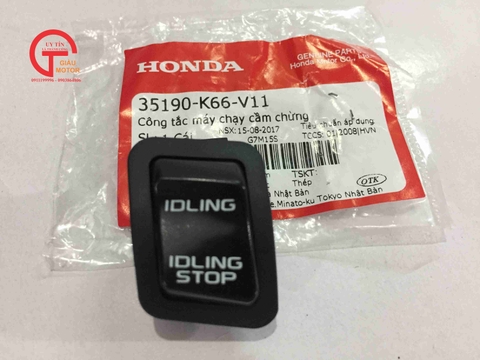 UY TÍN
GIAU
MOTOR
HONDA
GENUINE PARTS
Honda Motor Co., Ltd.
35190-K66-V11
Công tắc máy chạy cầm chừng
NSX: 15-08-2017
Tiêu chuẩn áp dụng
G7M15S
TCCS: 01:2008|HVN
TSKT:
Thép
Nhật Bản
Minato-ku Tokyo Nhật Bản
OTK
IDLING
IDLING
STOP